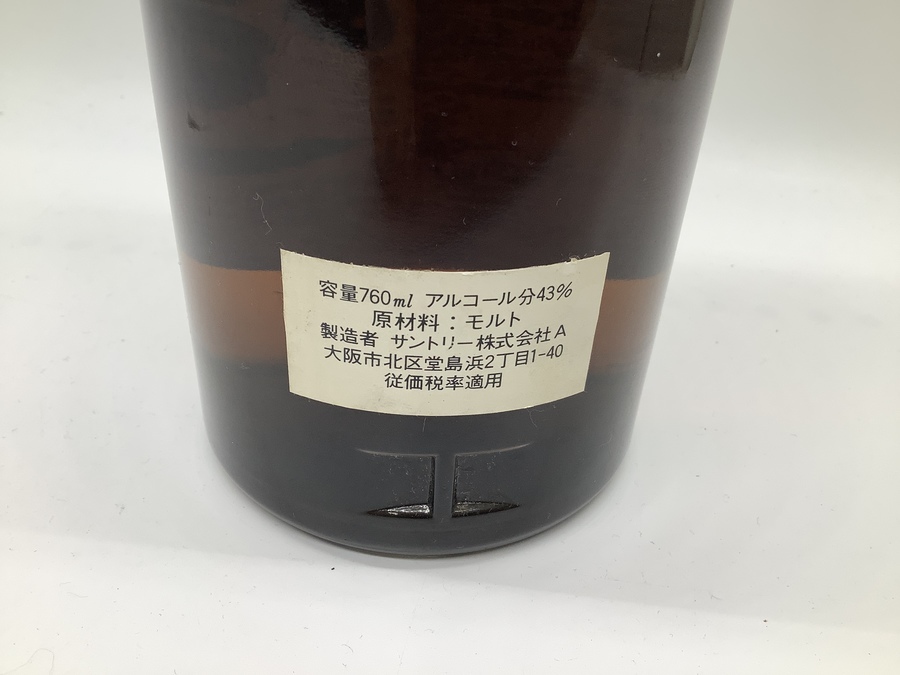 容量760ml アルコール分43%
原材料：モルト
製造者 サントリー株式会社A
大阪市北区堂島浜2丁目1-40
従価税率適用
正